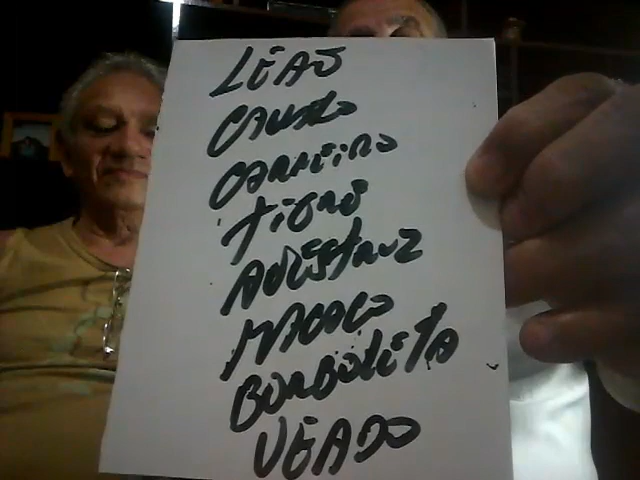 LEAO
CAVALO
CARNEIRO
TIGRE
AVESTRUZ
MACACO
BORBOLETA
VEADO